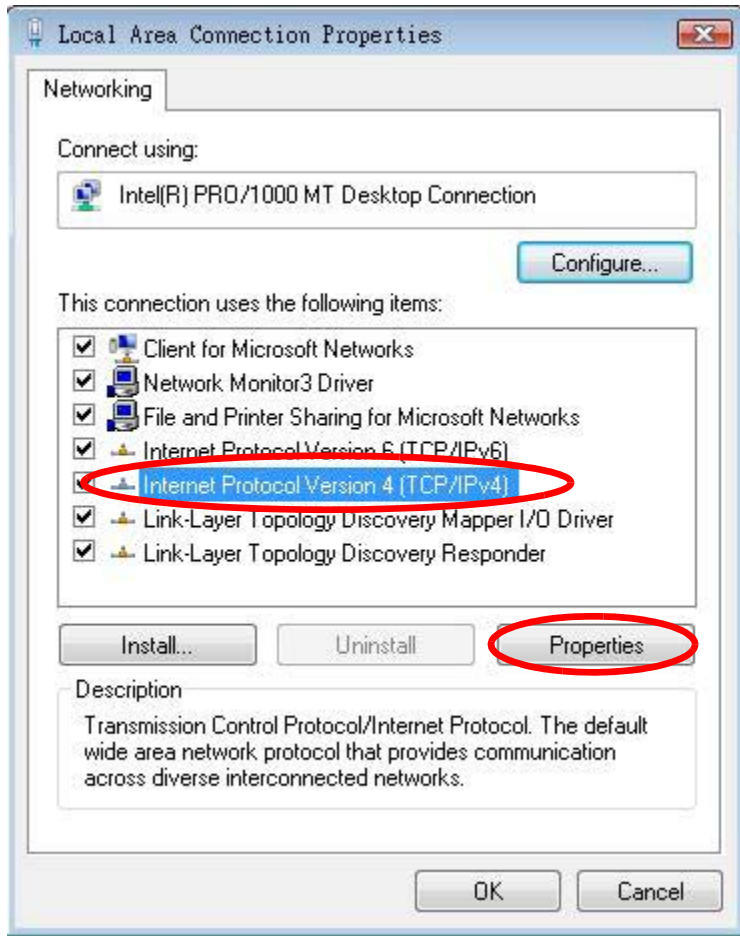 Local Area Connection Properties
Networking
Connect using:
Intel(R) PRO/1000 MT Desktop Connection
Configure...
This connection uses the following items:
Client for Microsoft Networks
Network Monitor3 Driver
File and Printer Sharing for Microsoft Networks
Internet Protocol Version 6 (TCP/IPv6)
Internet Protocol Version 4 (TCP/IPv4)
Link-Layer Topology Discovery Mapper I/O Driver
Link-Layer Topology Discovery Responder
Install... Uninstall Properties
Description
Transmission Control Protocol/Internet Protocol. The default
wide area network protocol that provides communication
across diverse interconnected networks.
OK Cancel